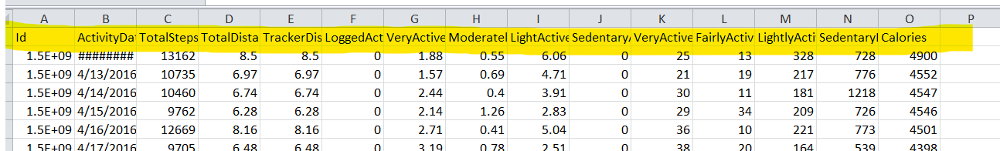 A B C D E F G H I J K L M N O P
Id ActivityDat TotalSteps TotalDista TrackerDis LoggedAct VeryActive Moderatel LightActive Sedentary VeryActive FairlyActiv LightlyActi Sedentaryl Calories
1.5E+09 ######## 13162 8.5 8.5 0 1.88 0.55 6.06 0 25 13 328 728 4900
1.5E+09 4/13/2016 10735 6.97 6.97 0 1.57 0.69 4.71 0 21 19 217 776 4552
1.5E+09 4/14/2016 10460 6.74 6.74 0 2.44 0.4 3.91 0 30 11 181 1218 4547
1.5E+09 4/15/2016 9762 6.28 6.28 0 2.14 1.26 2.83 0 29 34 209 726 4546
1.5E+09 4/16/2016 12669 8.16 8.16 0 2.71 0.41 5.04 0 36 10 221 773 4501
1.5E+09 4/17/2016 9705 6.48 6.48 0 3.19 0.78 2.51 0 38 20 164 539 4398